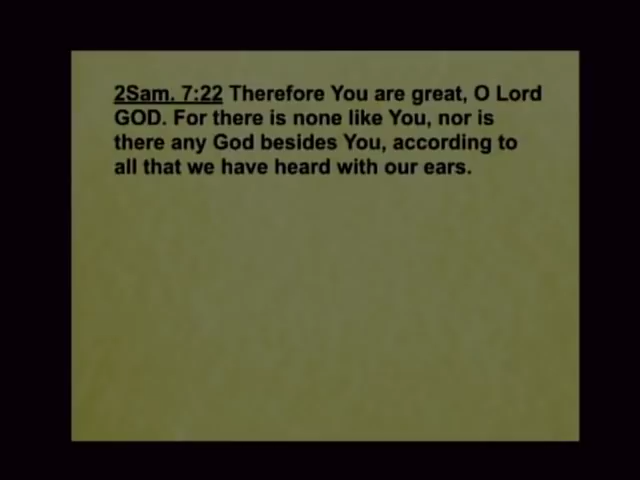 2Sam. 7:22 Therefore You are great, O Lord
GOD. For there is none like You, nor is
there any God besides You, according to
all that we have heard with our ears.